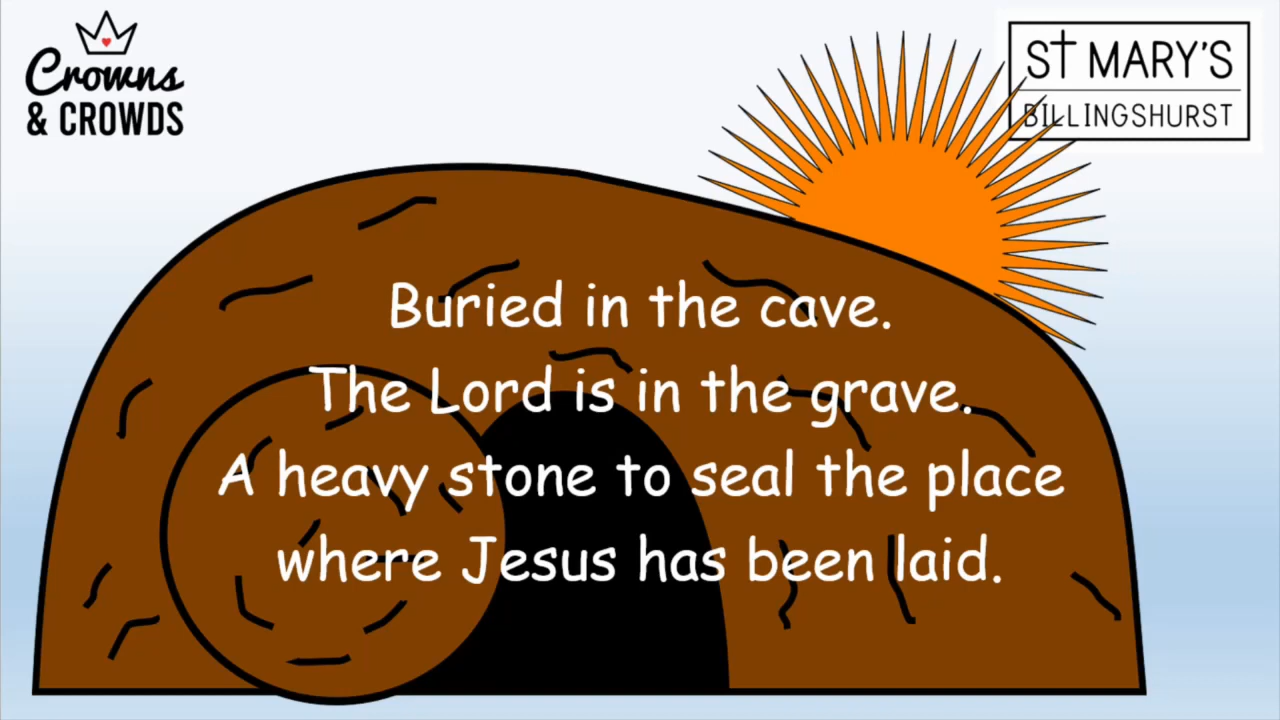 Crowns
& CROWDS
St MARY'S
BILLINGSHURST
Buried in the cave.
The Lord is in the grave.
A heavy stone to seal the place
where Jesus has been laid.